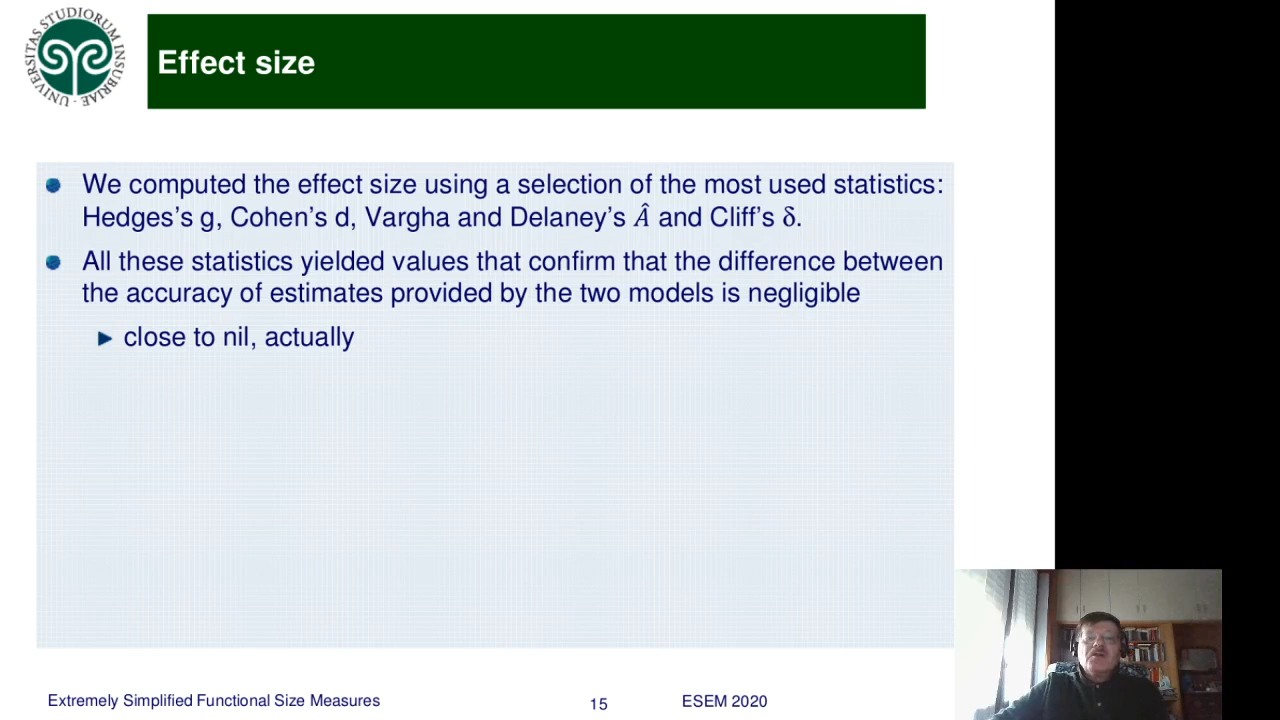 UNIVERSITAS STUDIORUM INSUBRIAE
Effect size
We computed the effect size using a selection of the most used statistics:
Hedges's g, Cohen's d, Vargha and Delaney's Â and Cliff's δ.
All these statistics yielded values that confirm that the difference between
the accuracy of estimates provided by the two models is negligible
close to nil, actually
Extremely Simplified Functional Size Measures
15
ESEM 2020